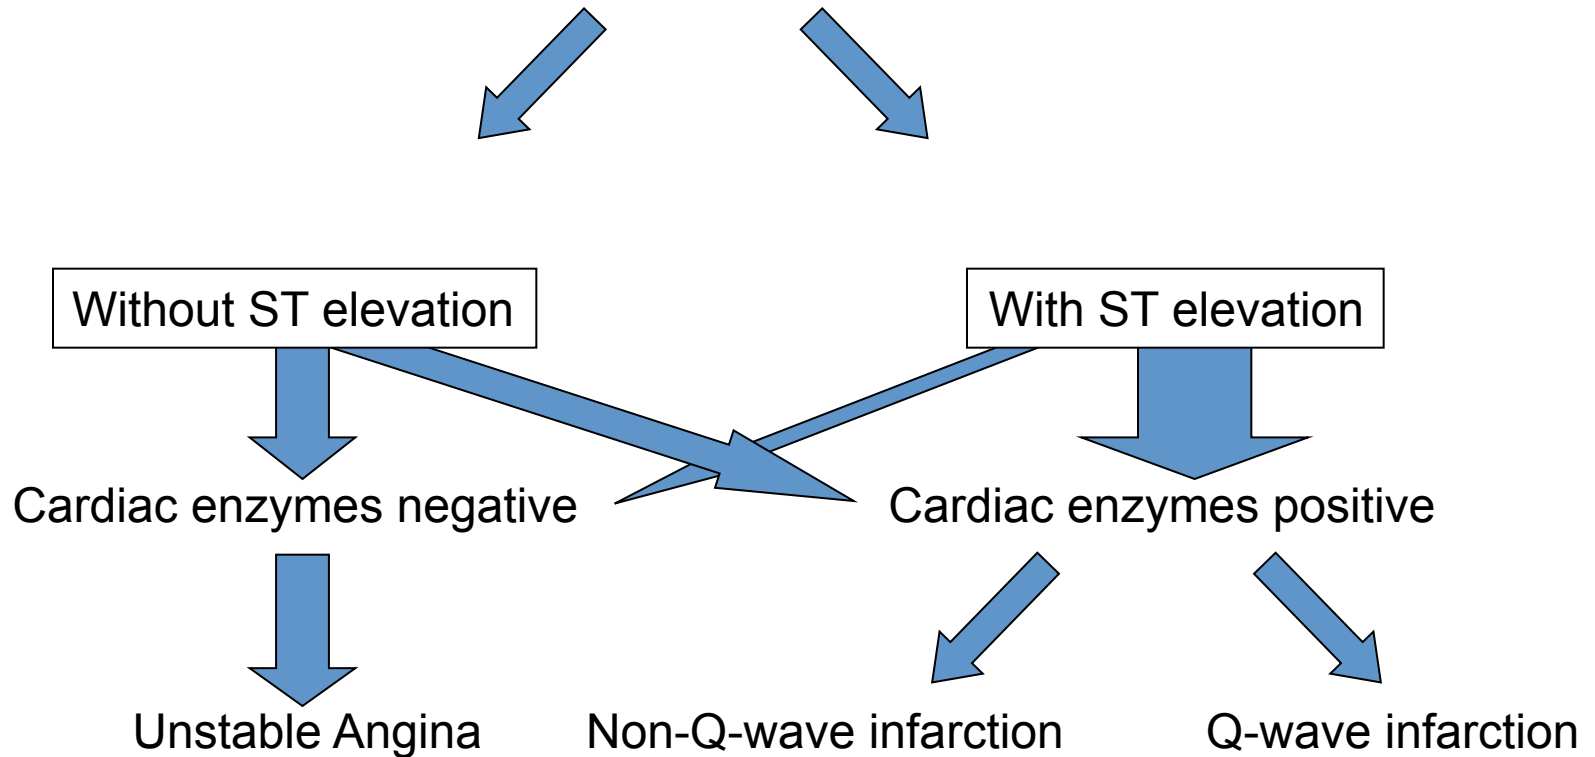 Without ST elevation
With ST elevation
Cardiac enzymes negative
Cardiac enzymes positive
Unstable Angina
Non-Q-wave infarction
Q-wave infarction